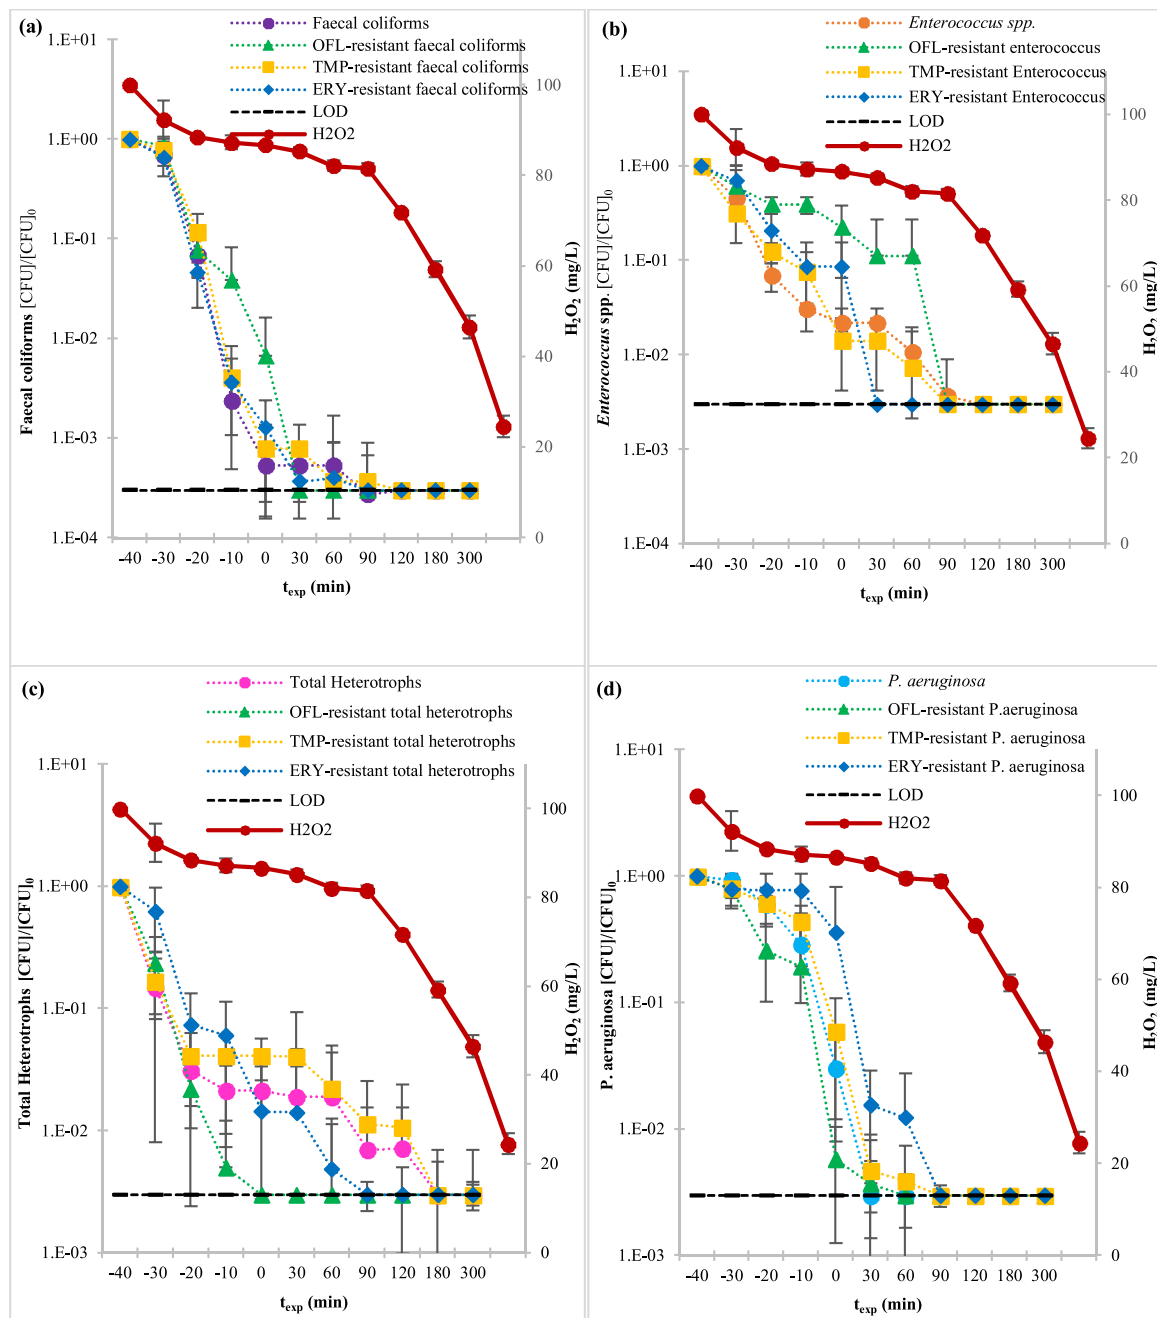 (a)
Faecal coliforms
OFL-resistant faecal coliforms
TMP-resistant faecal coliforms
ERY-resistant faecal coliforms
LOD
H2O2
1.E+01
1.E+00
1.E-01
1.E-02
1.E-03
1.E-04
Faecal coliforms [CFU]/[CFU]0
100
80
60
40
20
0
H2O2 (mg/L)
-40 -30 -20 -10 0 30 60 90 120 180 300
texp (min)
(b)
Enterococcus spp.
OFL-resistant enterococcus
TMP-resistant Enterococcus
ERY-resistant Enterococcus
LOD
H2O2
1.E+01
1.E+00
1.E-01
1.E-02
1.E-03
1.E-04
Enterococcus spp. [CFU]/[CFU]0
100
80
60
40
20
0
H2O2 (mg/L)
-40 -30 -20 -10 0 30 60 90 120 180 300
texp (min)
(c)
Total Heterotrophs
OFL-resistant total heterotrophs
TMP-resistant total heterotrophs
ERY-resistant total heterotrophs
LOD
H2O2
1.E+01
1.E+00
1.E-01
1.E-02
1.E-03
Total Heterotrophs [CFU]/[CFU]0
100
80
60
40
20
0
H2O2 (mg/L)
-40 -30 -20 -10 0 30 60 90 120 180 300
texp (min)
(d)
P. aeruginosa
OFL-resistant P.aeruginosa
TMP-resistant P. aeruginosa
ERY-resistant P. aeruginosa
LOD
H2O2
1.E+01
1.E+00
1.E-01
1.E-02
1.E-03
P. aeruginosa [CFU]/[CFU]0
100
80
60
40
20
0
H2O2 (mg/L)
-40 -30 -20 -10 0 30 60 90 120 180 300
texp (min)